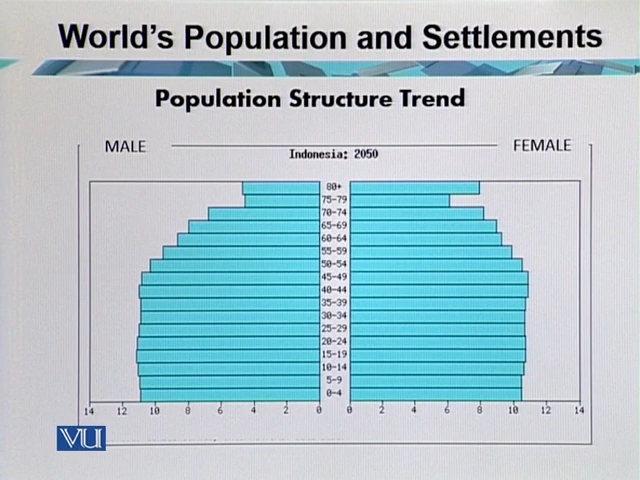 World's Population and Settlements
Population Structure Trend
MALE
FEMALE
Indonesia: 2050
80+
75-79
70-74
65-69
60-64
55-59
50-54
45-49
40-44
35-39
30-34
25-29
20-24
15-19
10-14
5-9
0-4
14 12 10 8 6 4 2 0 0 2 4 6 8 10 12 14
VU